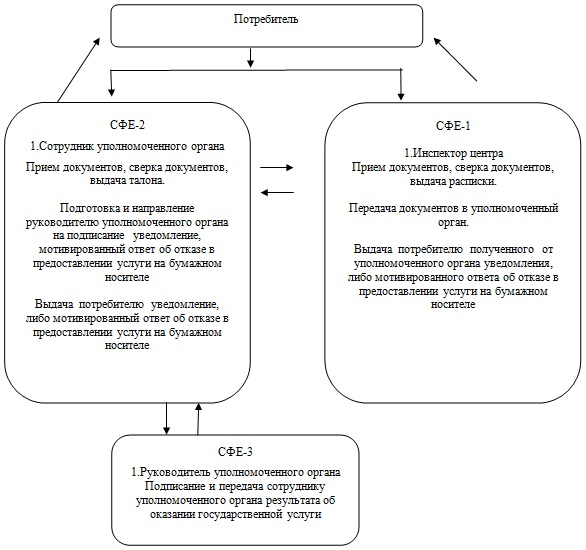 Потребитель
СФЕ-2
1.Сотрудник уполномоченного органа
Прием документов, сверка документов,
выдача талона.
Подготовка и направление
руководителю уполномоченного органа
на подписание уведомление,
мотивированный ответ об отказе в
предоставлении услуги на бумажном
носителе
Выдача потребителю уведомление,
либо мотивированный ответ об отказе в
предоставлении услуги на бумажном
носителе
СФЕ-1
1.Инспектор центра
Прием документов, сверка документов,
выдача расписки.
Передача документов в уполномоченный
орган.
Выдача потребителю полученного от
уполномоченного органа уведомления,
либо мотивированного ответа об отказе в
предоставлении услуги на бумажном
носителе
СФЕ-3
1.Руководитель уполномоченного органа
Подписание и передача сотруднику
уполномоченного органа результата об
оказании государственной услуги